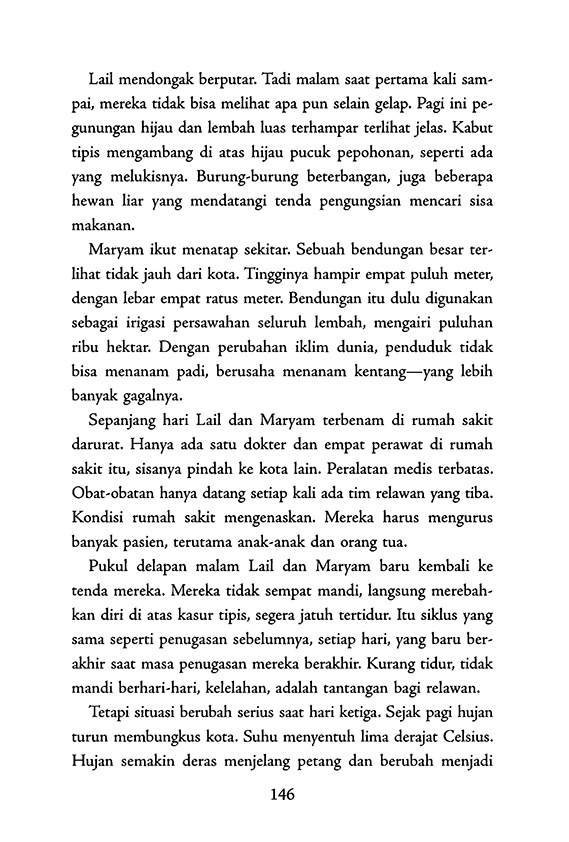 Lail mendongak berputar. Tadi malam saat pertama kali sam-
pai, mereka tidak bisa melihat apa pun selain gelap. Pagi ini pe-
gunungan hijau dan lembah luas terhampar terlihat jelas. Kabut
tipis mengambang di atas hijau pucuk pepohonan, seperti ada
yang melukisnya. Burung-burung beterbangan, juga beberapa
hewan liar yang mendatangi tenda pengungsian mencari sisa
makanan.
Maryam ikut menatap sekitar. Sebuah bendungan besar ter-
lihat tidak jauh dari kota. Tingginya hampir empat puluh meter,
dengan lebar empat ratus meter. Bendungan itu dulu digunakan
sebagai irigasi persawahan seluruh lembah, mengairi puluhan
ribu hektar. Dengan perubahan iklim dunia, penduduk tidak
bisa menanam padi, berusaha menanam kentang—yang lebih
banyak gagalnya.
Sepanjang hari Lail dan Maryam terbenam di rumah sakit
darurat. Hanya ada satu dokter dan empat perawat di rumah
sakit itu, sisanya pindah ke kota lain. Peralatan medis terbatas.
Obat-obatan hanya datang setiap kali ada tim relawan yang tiba.
Kondisi rumah sakit mengenaskan. Mereka harus mengurus
banyak pasien, terutama anak-anak dan orang tua.
Pukul delapan malam Lail dan Maryam baru kembali ke
tenda mereka. Mereka tidak sempat mandi, langsung merebah-
kan diri di atas kasur tipis, segera jatuh tertidur. Itu siklus yang
sama seperti penugasan sebelumnya, setiap hari, yang baru ber-
akhir saat masa penugasan mereka berakhir. Kurang tidur, tidak
mandi berhari-hari, kelelahan, adalah tantangan bagi relawan.
Tetapi situasi berubah serius saat hari ketiga. Sejak pagi hujan
turun membungkus kota. Suhu menyentuh lima derajat Celsius.
Hujan semakin deras menjelang petang dan berubah menjadi
146